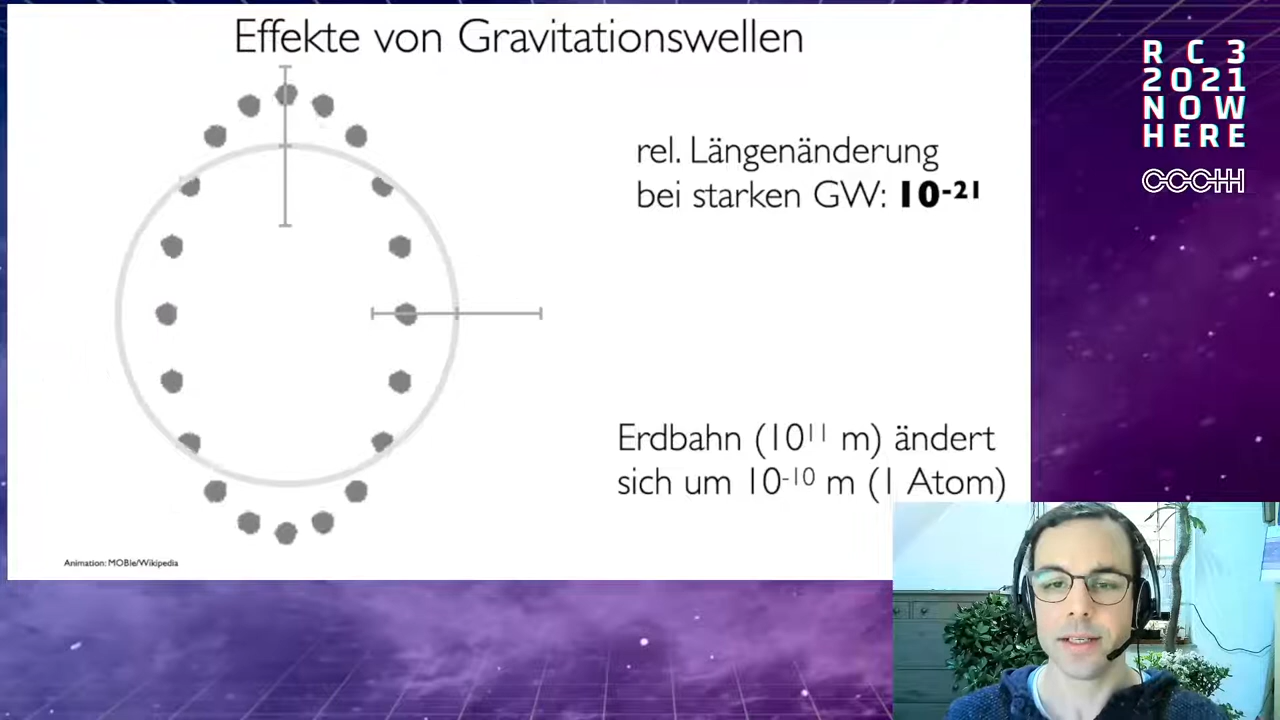 Effekte von Gravitationswellen
rel. Längenänderung
bei starken GW: 10⁻²¹
Erdbahn (10¹¹ m) ändert
sich um 10⁻¹⁰ m (1 Atom)
Animation: MOBle/Wikipedia
R C 3
2021
NOW
HERE
CCCHH